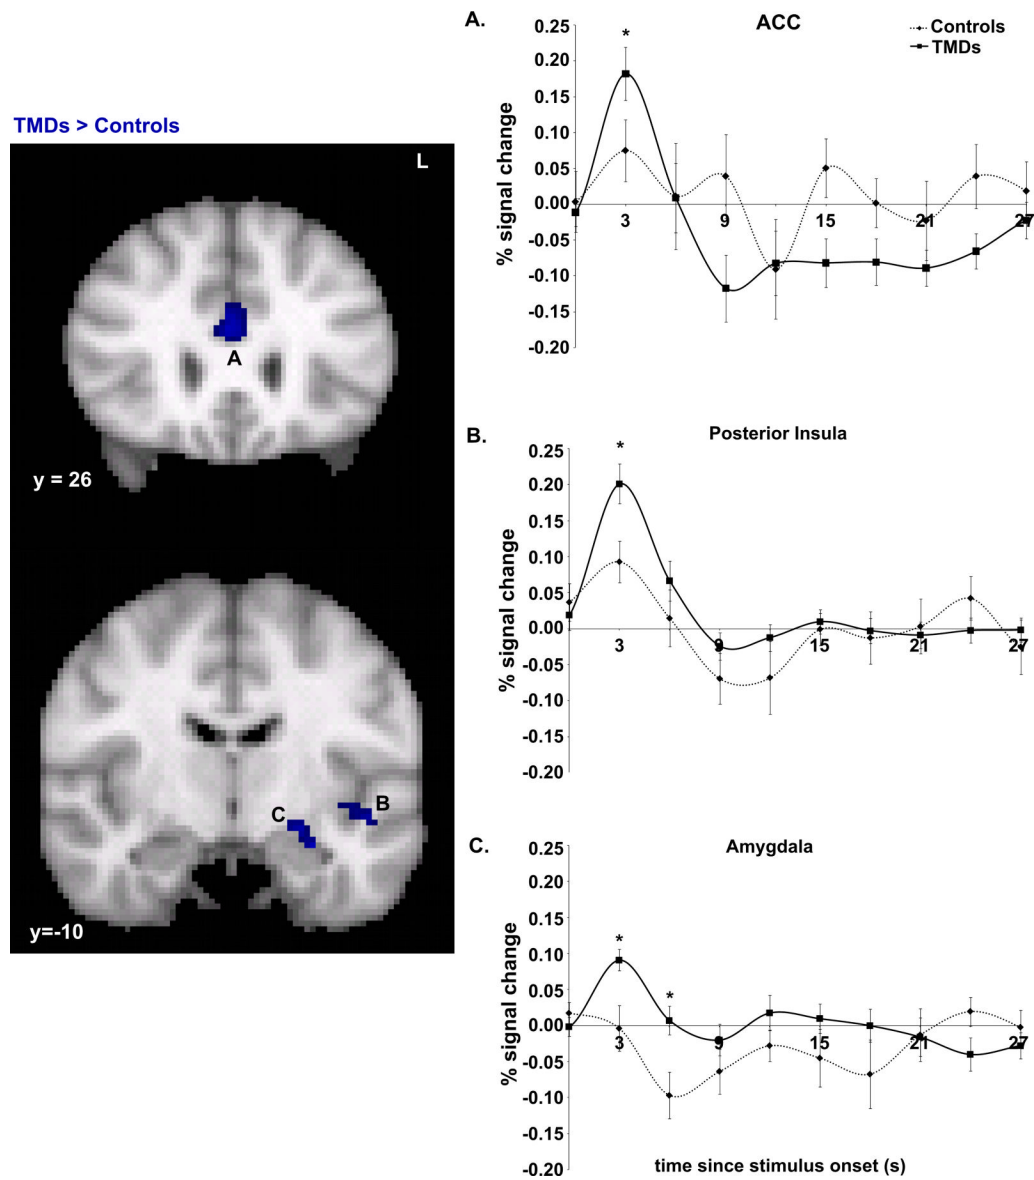 TMDs > Controls
L
A
y = 26
B
C
y=-10
A.
ACC
Controls
TMDs
% signal change
0.25
0.20
0.15
0.10
0.05
0.00
-0.05
-0.10
-0.15
-0.20
*
3 9 15 21 27
B.
Posterior Insula
% signal change
0.25
0.20
0.15
0.10
0.05
0.00
-0.05
-0.10
-0.15
-0.20
*
3 9 15 21 27
C.
Amygdala
% signal change
0.25
0.20
0.15
0.10
0.05
0.00
-0.05
-0.10
-0.15
-0.20
*
*
3 9 15 21 27
time since stimulus onset (s)